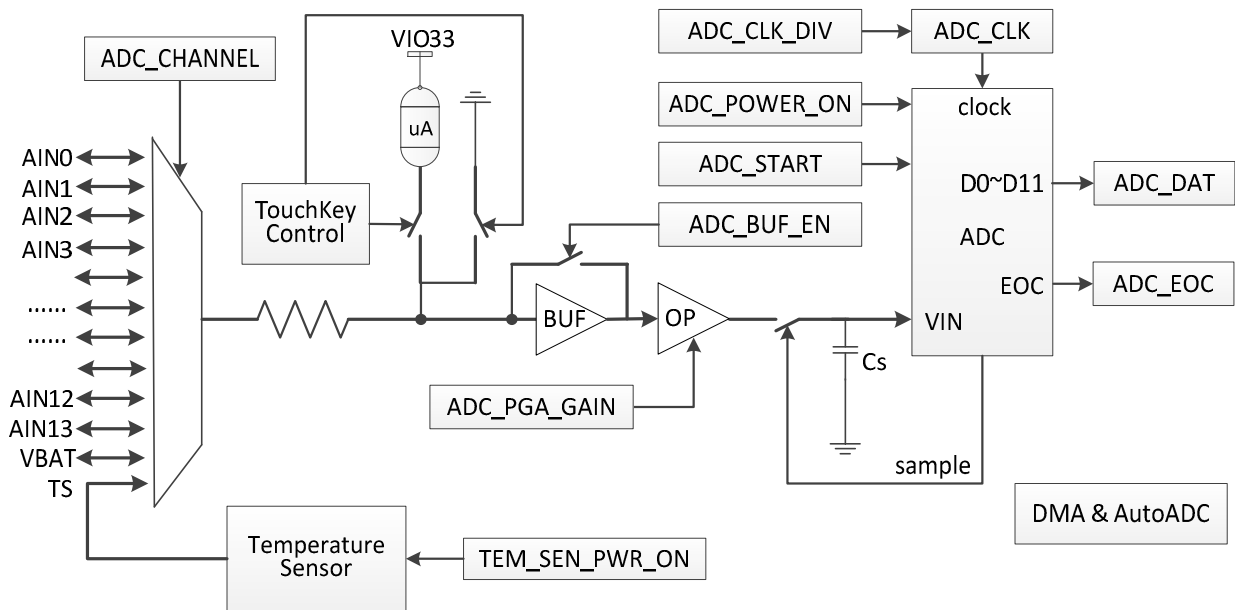 ADC_CHANNEL
VIO33
uA
TouchKey
Control
AIN0
AIN1
AIN2
AIN3
......
......
AIN12
AIN13
VBAT
TS
Temperature
Sensor
TEM_SEN_PWR_ON
BUF
OP
ADC_PGA_GAIN
ADC_CLK_DIV
ADC_CLK
ADC_POWER_ON
ADC_START
ADC_BUF_EN
clock
D0~D11
ADC
EOC
VIN
ADC_DAT
ADC_EOC
Cs
sample
DMA & AutoADC